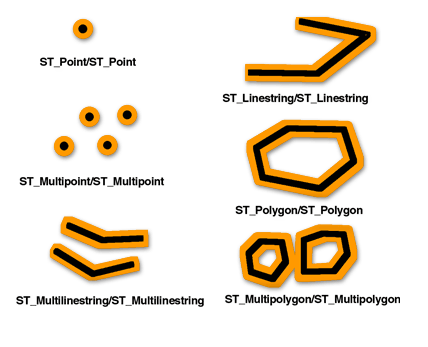 ST_Point/ST_Point
ST_Linestring/ST_Linestring
ST_Multipoint/ST_Multipoint
ST_Polygon/ST_Polygon
ST_Multilinestring/ST_Multilinestring
ST_Multipolygon/ST_Multipolygon